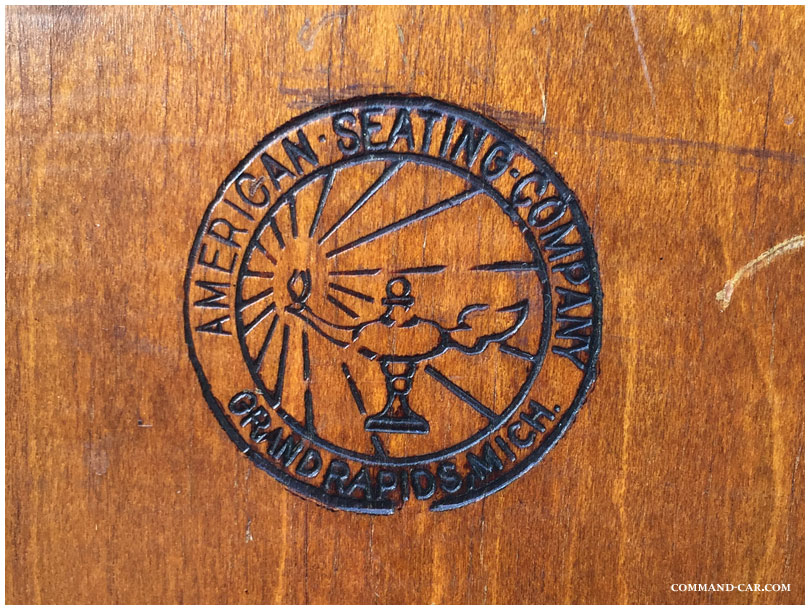 AMERICAN · SEATING · COMPANY
GRAND RAPIDS, MICH.
COMMAND-CAR.COM